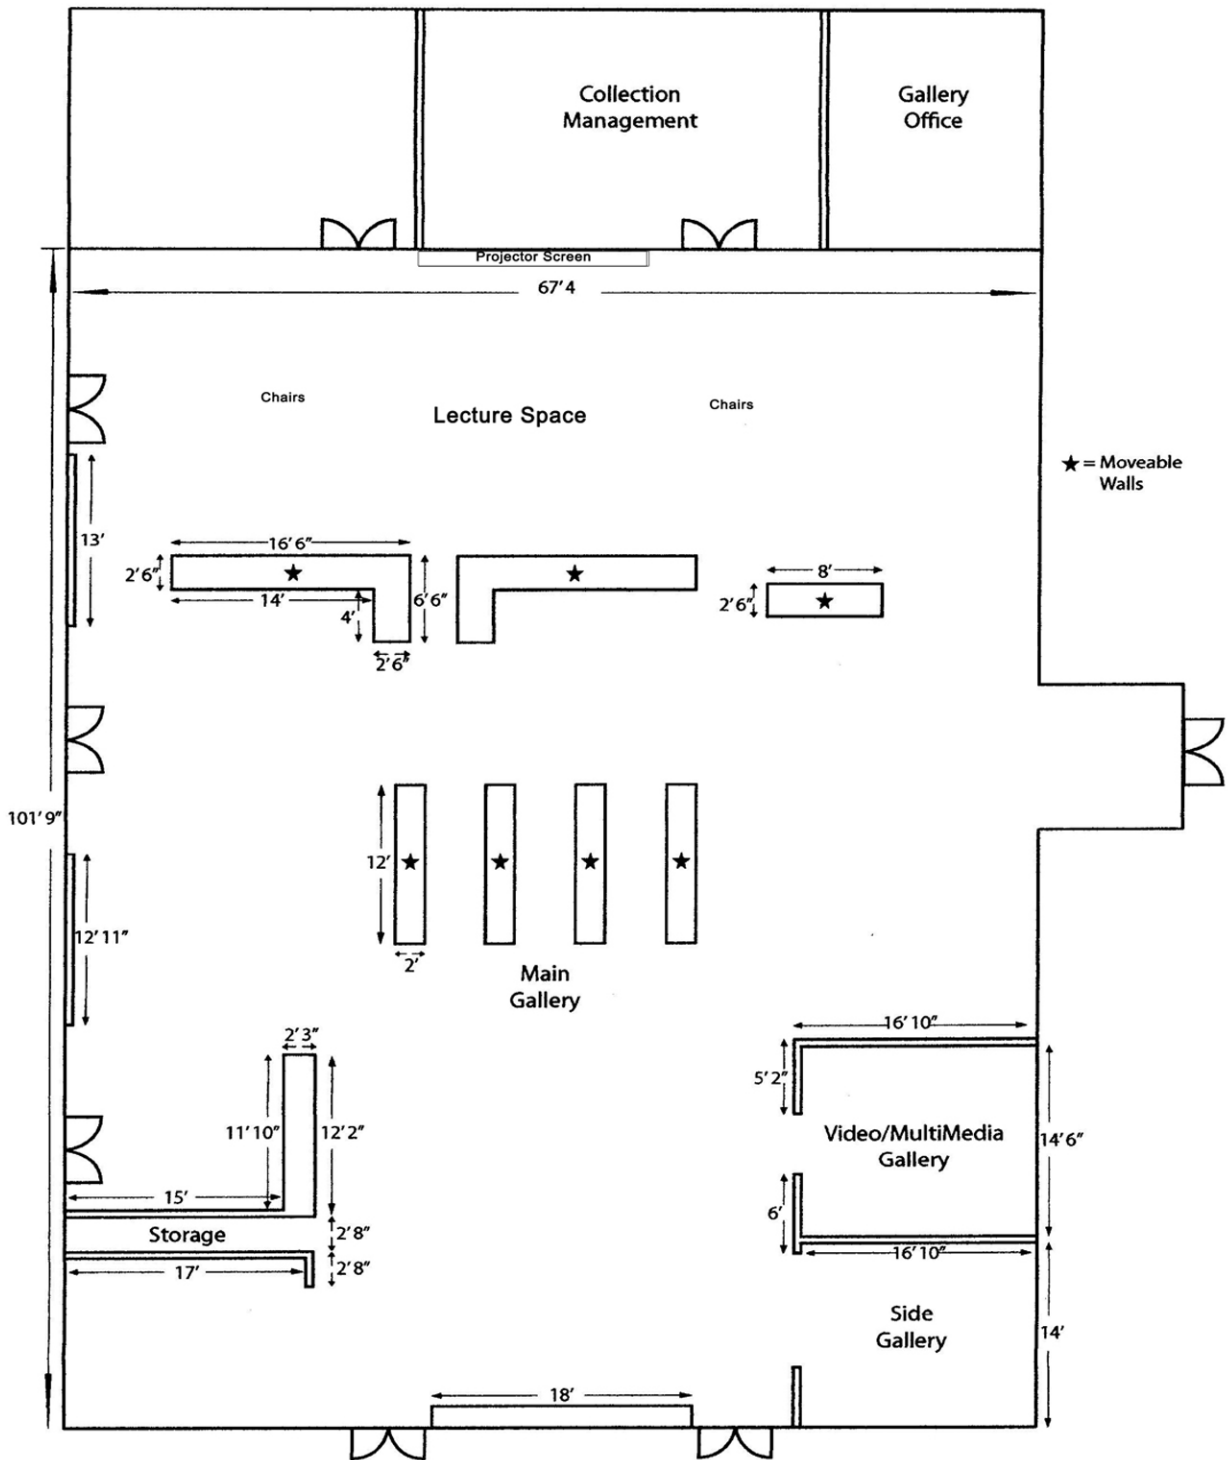 Collection
Management
Gallery
Office
Projector Screen
67' 4
Chairs
Lecture Space
Chairs
★ = Moveable
Walls
13'
16' 6"
2' 6"
14'
4'
6' 6"
2' 6"
8'
2' 6"
101' 9"
12'
2'
12' 11"
Main
Gallery
2' 3"
11' 10"
12' 2"
15'
Storage
2' 8"
17'
2' 8"
16' 10"
5' 2"
Video/MultiMedia
Gallery
14' 6"
6'
16' 10"
Side
Gallery
14'
18'